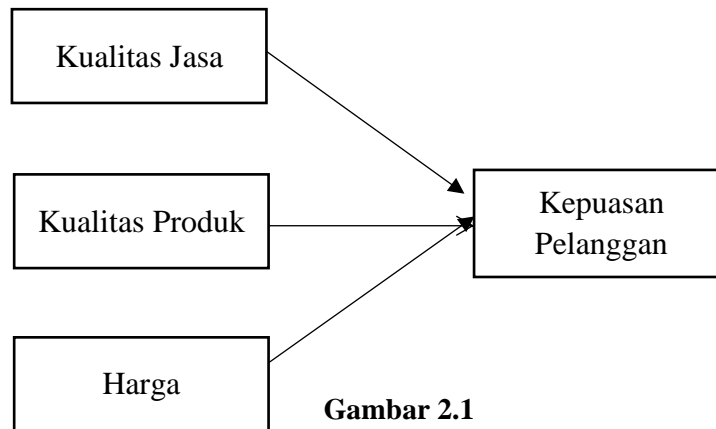 Kualitas Jasa
Kualitas Produk
Kepuasan
Pelanggan
Harga
Gambar 2.1